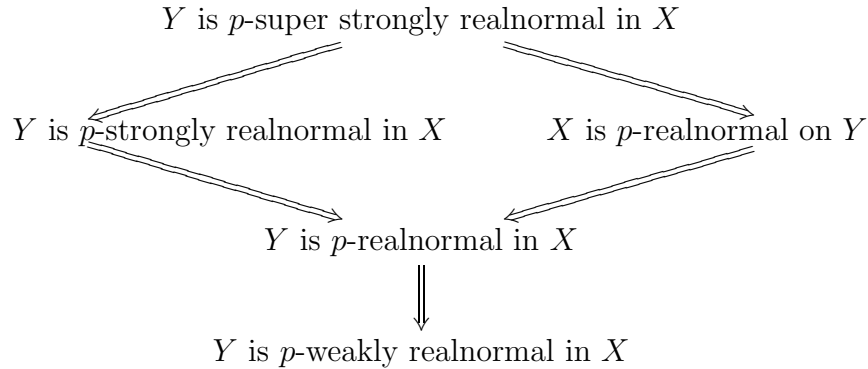 Y is p-super strongly realnormal in X
Y is p-strongly realnormal in X X is p-realnormal on Y
Y is p-realnormal in X
Y is p-weakly realnormal in X